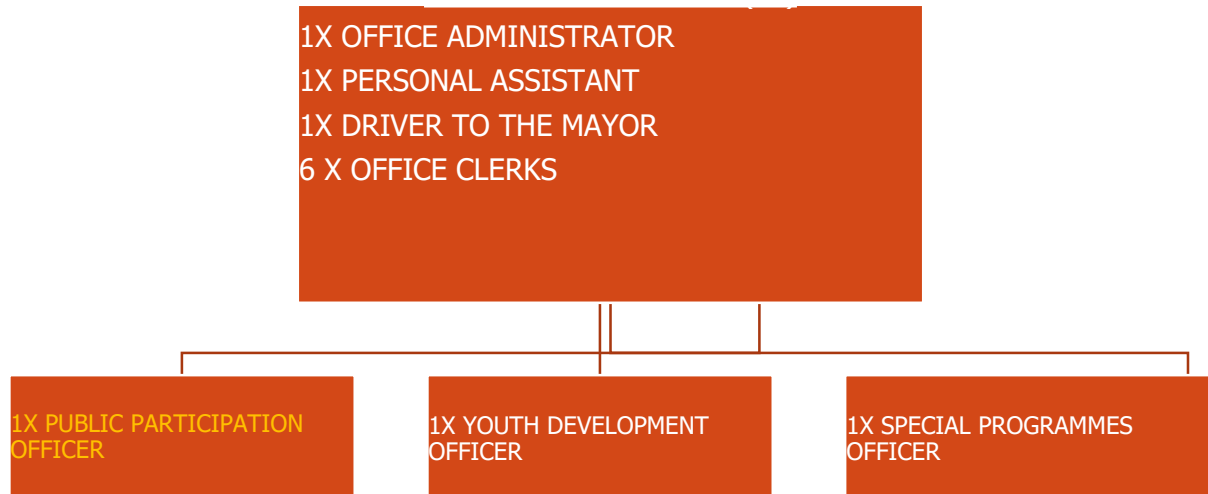 1X OFFICE ADMINISTRATOR
1X PERSONAL ASSISTANT
1X DRIVER TO THE MAYOR
6 X OFFICE CLERKS
1X PUBLIC PARTICIPATION
OFFICER
1X YOUTH DEVELOPMENT
OFFICER
1X SPECIAL PROGRAMMES
OFFICER